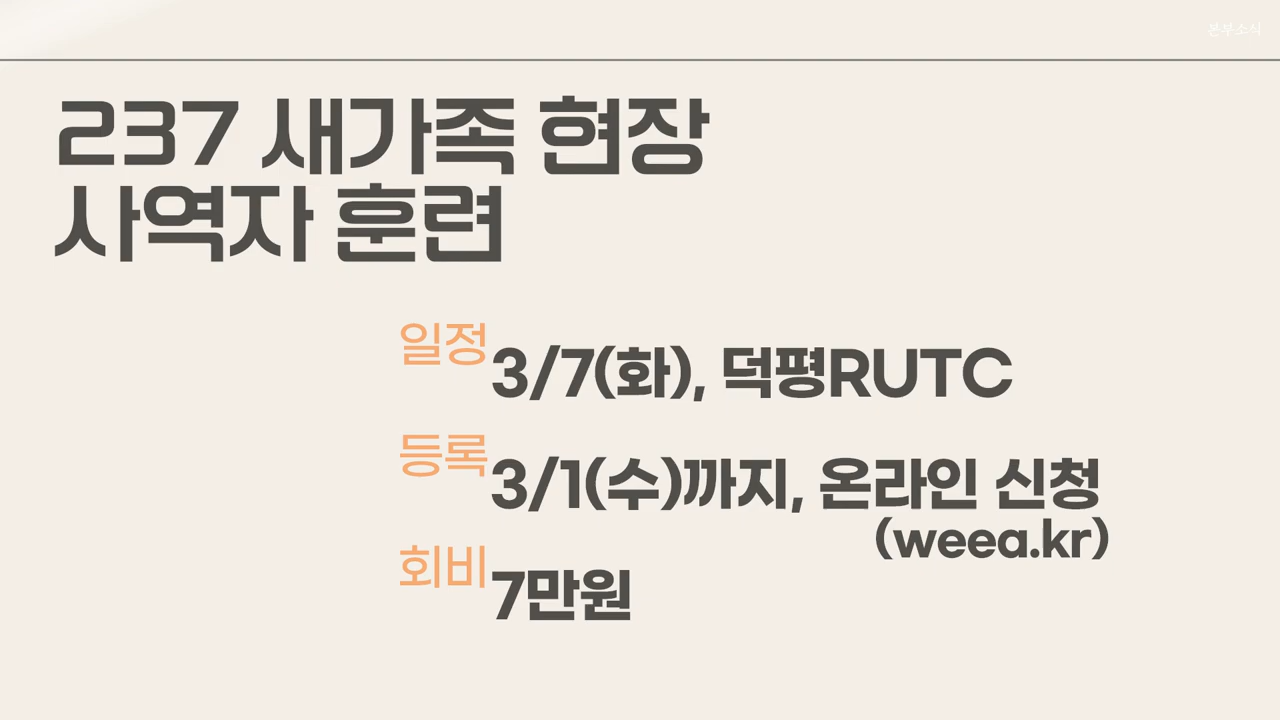 본부소식
237 새가족 현장
사역자 훈련
일정 3/7(화), 덕평RUTC
등록 3/1(수)까지, 온라인 신청
(weea.kr)
회비 7만원